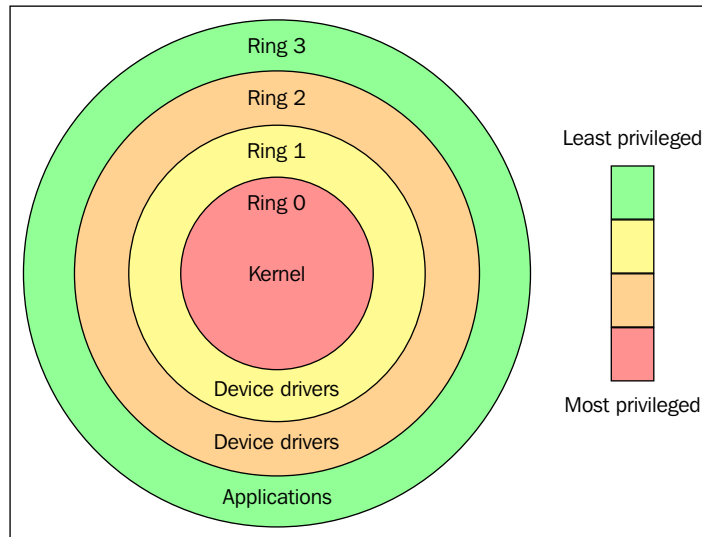 Ring 3
Ring 2
Ring 1
Ring 0
Kernel
Device drivers
Device drivers
Applications
Least privileged
Most privileged